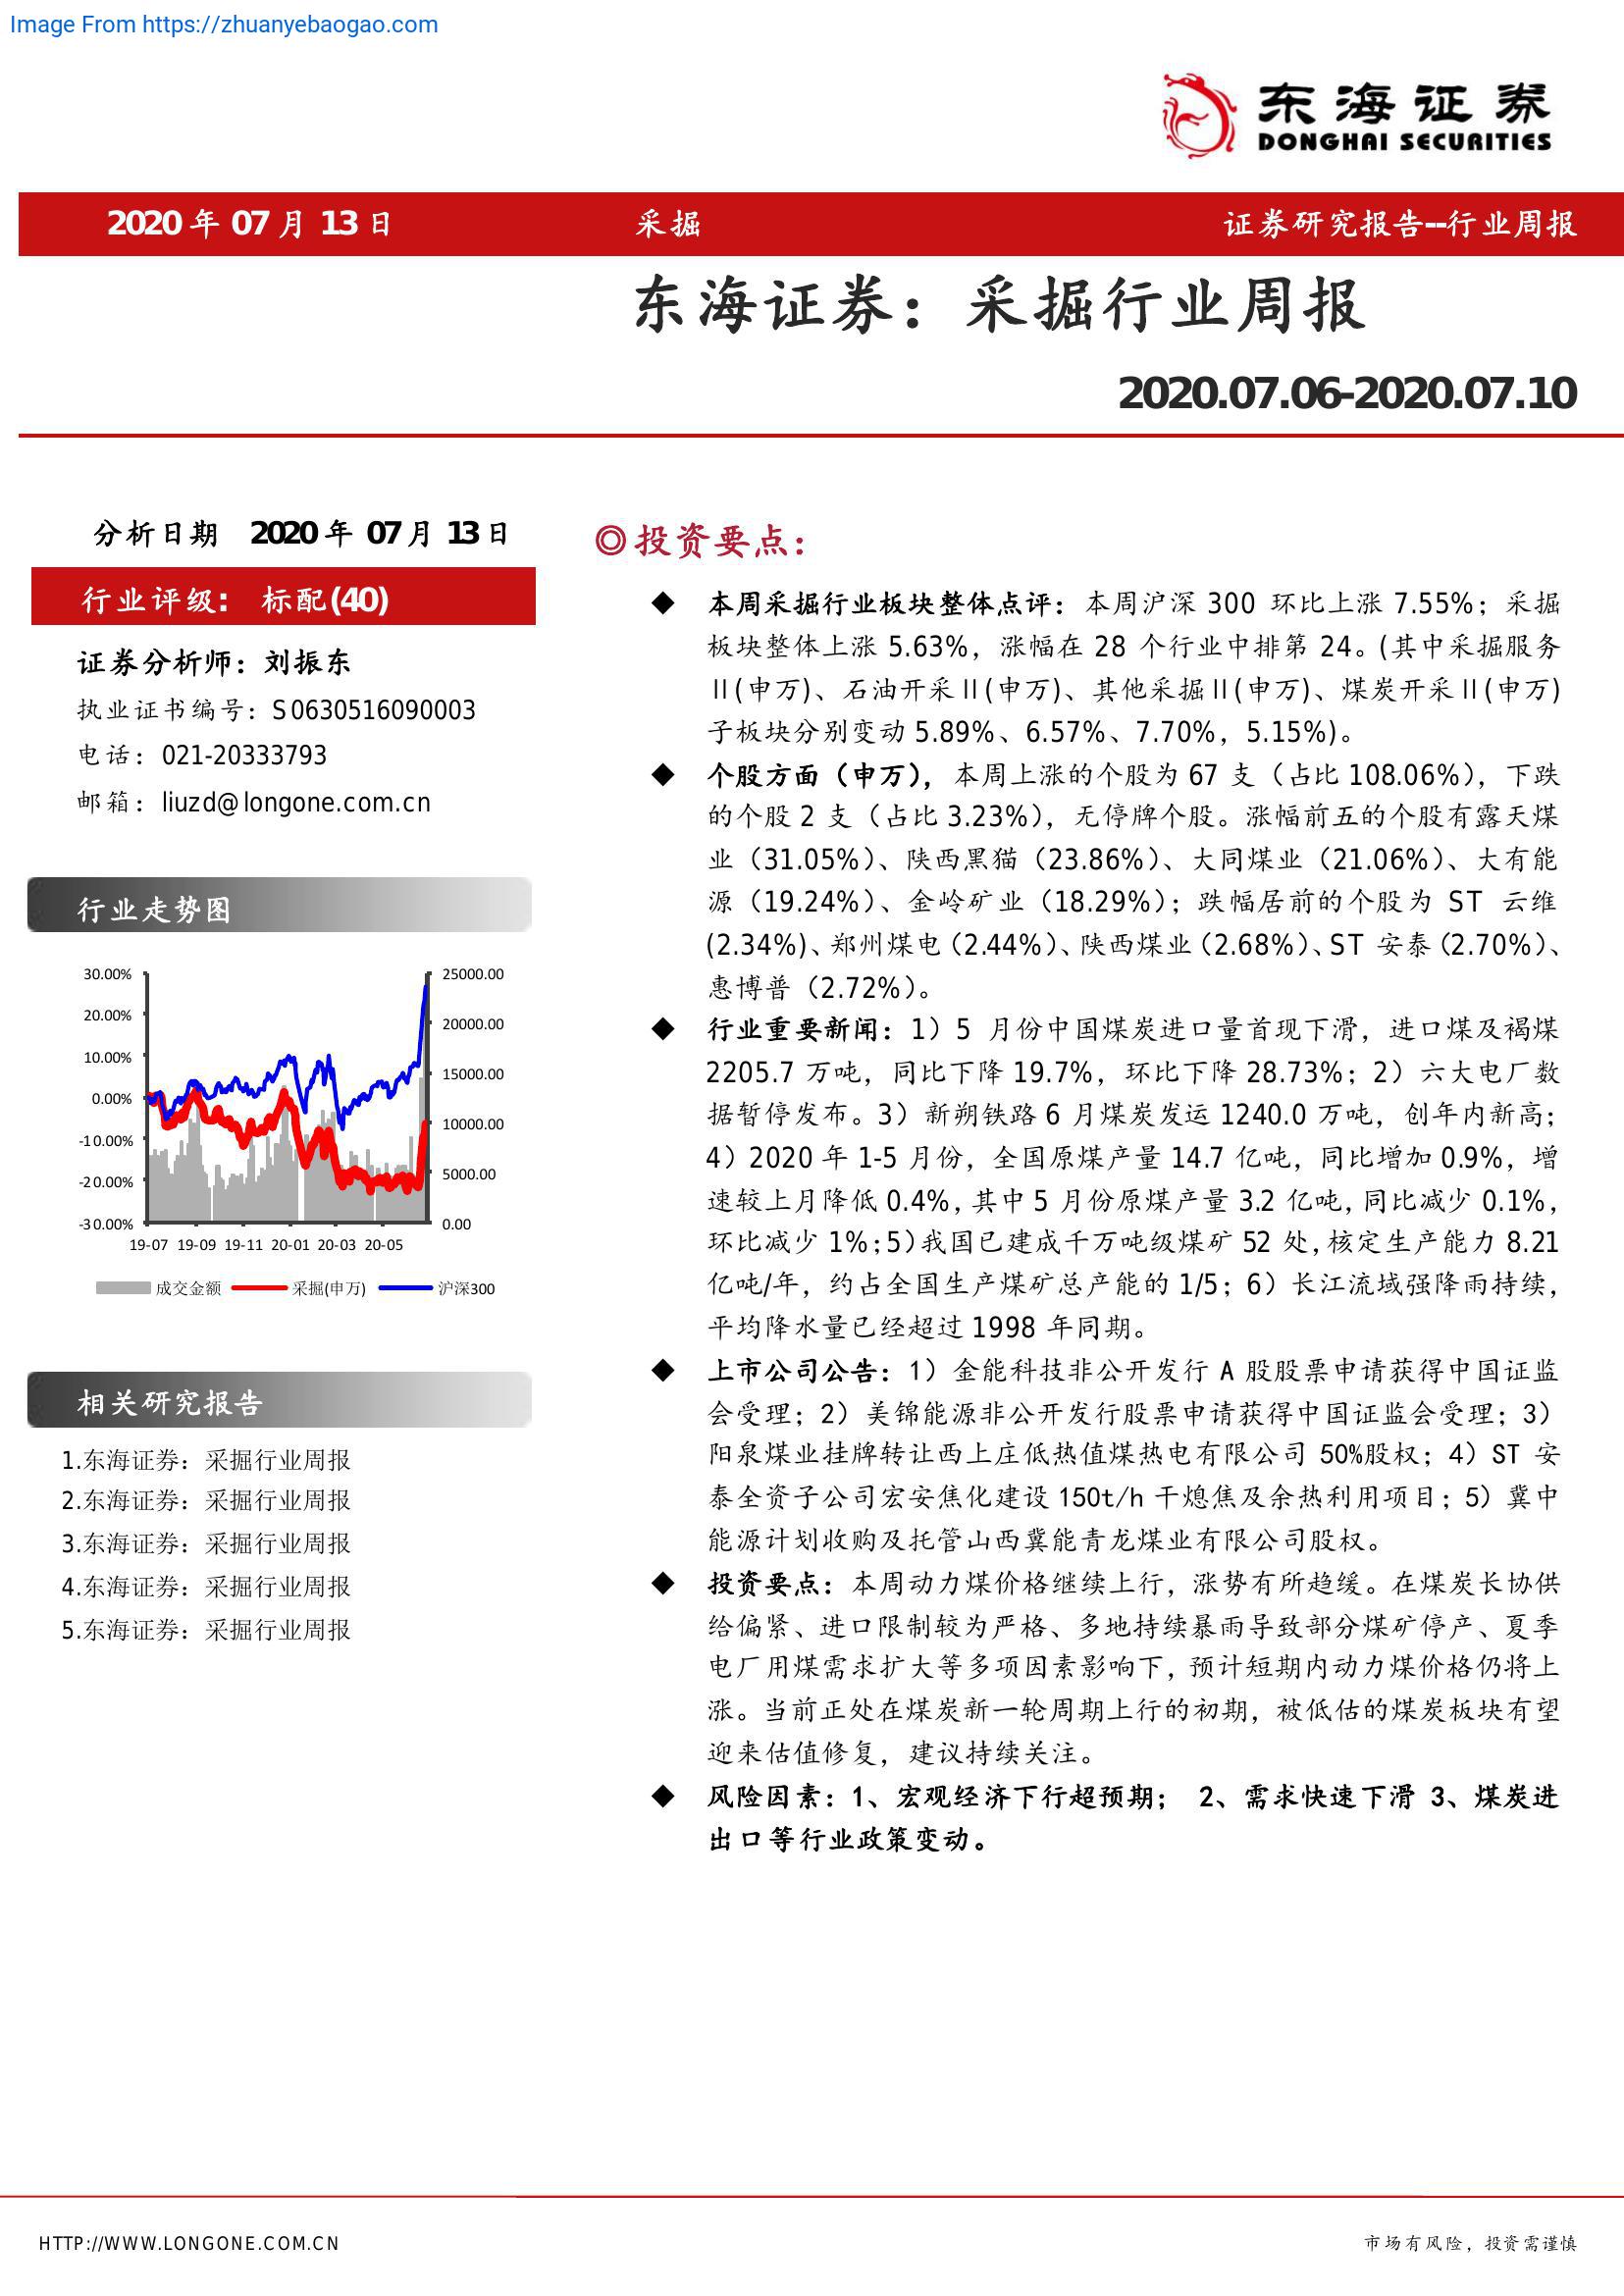 Image From https://zhuanyebaogao.com
东海证券
DONGHAI SECURITIES
2020 年 07 月 13 日 采掘 证券研究报告--行业周报
东海证券：采掘行业周报
2020.07.06-2020.07.10
分析日期 2020 年 07 月 13 日
行业评级： 标配(40)
证券分析师：刘振东
执业证书编号：S0630516090003
电话：021-20333793
邮箱：liuzd@longone.com.cn
行业走势图
30.00%
20.00%
10.00%
0.00%
-10.00%
-20.00%
-30.00%
25000.00
20000.00
15000.00
10000.00
5000.00
0.00
19-07 19-09 19-11 20-01 20-03 20-05
成交金额 采掘(申万) 沪深300
相关研究报告
1.东海证券：采掘行业周报
2.东海证券：采掘行业周报
3.东海证券：采掘行业周报
4.东海证券：采掘行业周报
5.东海证券：采掘行业周报
◎投资要点：
◆ 本周采掘行业板块整体点评：本周沪深 300 环比上涨 7.55%；采掘
板块整体上涨 5.63%，涨幅在 28 个行业中排第 24。(其中采掘服务
Ⅱ(申万)、石油开采Ⅱ(申万)、其他采掘Ⅱ(申万)、煤炭开采Ⅱ(申万)
子板块分别变动 5.89%、6.57%、7.70%，5.15%)。
◆ 个股方面（申万），本周上涨的个股为 67 支（占比 108.06%），下跌
的个股 2 支（占比 3.23%），无停牌个股。涨幅前五的个股有露天煤
业（31.05%）、陕西黑猫（23.86%）、大同煤业（21.06%）、大有能
源（19.24%）、金岭矿业（18.29%）；跌幅居前的个股为 ST 云维
(2.34%)、郑州煤电（2.44%）、陕西煤业（2.68%）、ST 安泰（2.70%）、
惠博普（2.72%）。
◆ 行业重要新闻：1）5 月份中国煤炭进口量首现下滑，进口煤及褐煤
2205.7 万吨，同比下降 19.7%，环比下降 28.73%；2）六大电厂数
据暂停发布。3）新朔铁路 6 月煤炭发运 1240.0 万吨，创年内新高；
4）2020 年 1-5 月份，全国原煤产量 14.7 亿吨，同比增加 0.9%，增
速较上月降低 0.4%，其中 5 月份原煤产量 3.2 亿吨，同比减少 0.1%，
环比减少 1%；5）我国已建成千万吨级煤矿 52 处，核定生产能力 8.21
亿吨/年，约占全国生产煤矿总产能的 1/5；6）长江流域强降雨持续，
平均降水量已经超过 1998 年同期。
◆ 上市公司公告：1）金能科技非公开发行 A 股股票申请获得中国证监
会受理；2）美锦能源非公开发行股票申请获得中国证监会受理；3）
阳泉煤业挂牌转让西上庄低热值煤热电有限公司 50%股权；4）ST 安
泰全资子公司宏安焦化建设 150t/h 干熄焦及余热利用项目；5）冀中
能源计划收购及托管山西冀能青龙煤业有限公司股权。
◆ 投资要点：本周动力煤价格继续上行，涨势有所趋缓。在煤炭长协供
给偏紧、进口限制较为严格、多地持续暴雨导致部分煤矿停产、夏季
电厂用煤需求扩大等多项因素影响下，预计短期内动力煤价格仍将上
涨。当前正处在煤炭新一轮周期上行的初期，被低估的煤炭板块有望
迎来估值修复，建议持续关注。
◆ 风险因素：1、宏观经济下行超预期； 2、需求快速下滑 3、煤炭进
出口等行业政策变动。
HTTP://WWW.LONGONE.COM.CN 市场有风险，投资需谨慎